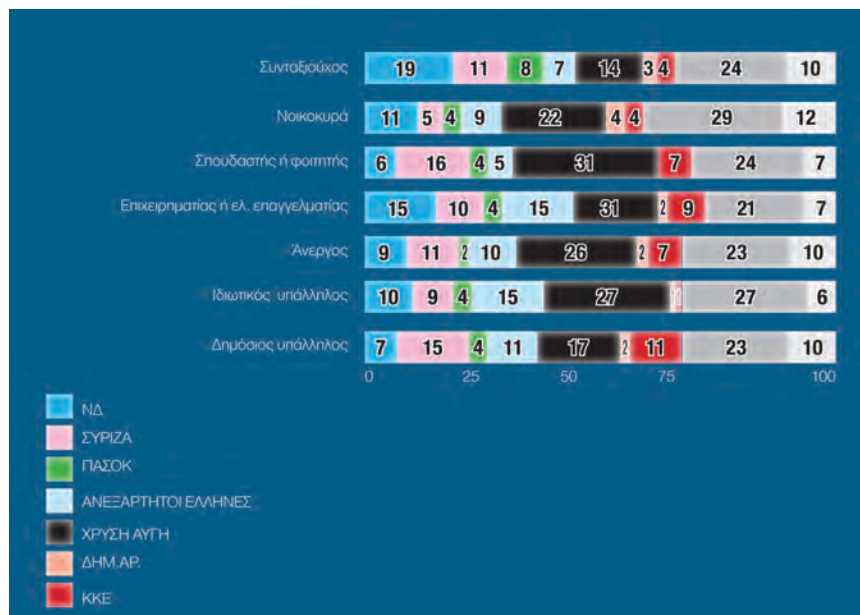 Συνταξιούχος 19 11 8 7 14 3 4 24 10
Νοικοκυρά 11 5 4 9 22 4 4 29 12
Σπουδαστής ή φοιτητής 6 16 4 5 31 7 24 7
Επιχειρηματίας ή ελ. επαγγελματίας 15 10 4 15 31 2 9 21 7
Άνεργος 9 11 2 10 26 2 7 23 10
Ιδιωτικός υπάλληλος 10 9 4 15 27 27 6
Δημόσιος υπάλληλος 7 15 4 11 17 2 11 23 10
0 25 50 75 100
ΝΔ
ΣΥΡΙΖΑ
ΠΑΣΟΚ
ΑΝΕΞΑΡΤΗΤΟΙ ΕΛΛΗΝΕΣ
ΧΡΥΣΗ ΑΥΓΗ
ΔΗΜ.ΑΡ.
ΚΚΕ